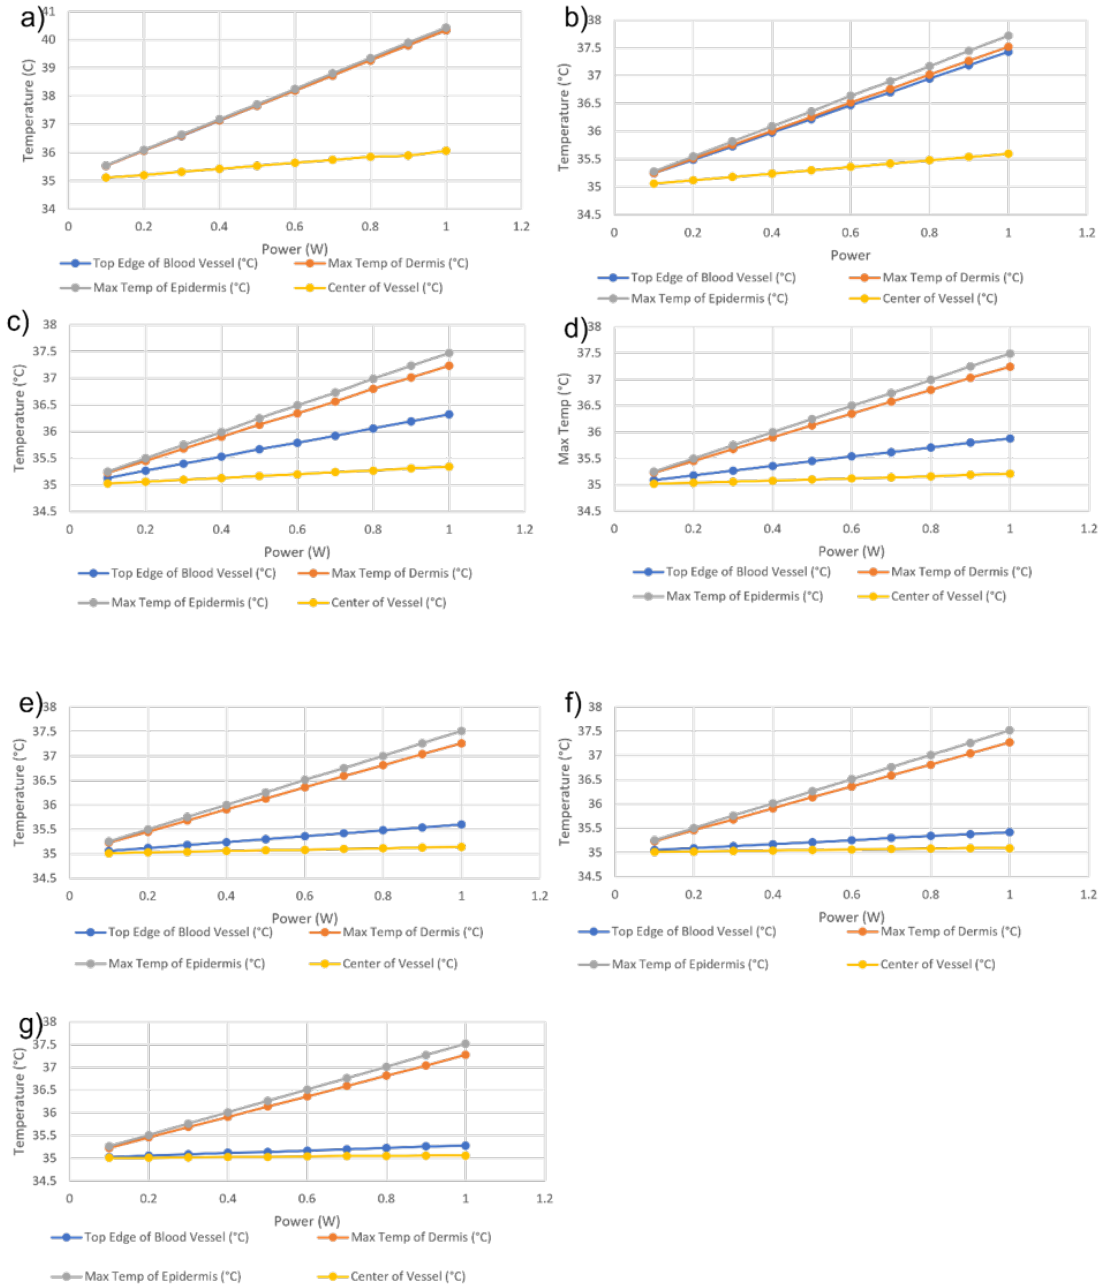 a)
41
40
39
38
37
36
35
34
Temperature (C)
0 0.2 0.4 0.6 0.8 1 1.2
Power (W)
Top Edge of Blood Vessel (°C) Max Temp of Dermis (°C)
Max Temp of Epidermis (°C) Center of Vessel (°C)
b)
38
37.5
37
36.5
36
35.5
35
34.5
Temperature (°C)
0 0.2 0.4 0.6 0.8 1 1.2
Power
Top Edge of Blood Vessel (°C) Max Temp of Dermis (°C)
Max Temp of Epidermis (°C) Center of Vessel (°C)
c)
38
37.5
37
36.5
36
35.5
35
34.5
Temperature (°C)
0 0.2 0.4 0.6 0.8 1 1.2
Power (W)
Top Edge of Blood Vessel (°C) Max Temp of Dermis (°C)
Max Temp of Epidermis (°C) Center of Vessel (°C)
d)
38
37.5
37
36.5
36
35.5
35
34.5
Max Temp (°C)
0 0.2 0.4 0.6 0.8 1 1.2
Power (W)
Top Edge of Blood Vessel (°C) Max Temp of Dermis (°C)
Max Temp of Epidermis (°C) Center of Vessel (°C)
e)
38
37.5
37
36.5
36
35.5
35
34.5
Temperature (°C)
0 0.2 0.4 0.6 0.8 1 1.2
Power (W)
Top Edge of Blood Vessel (°C) Max Temp of Dermis (°C)
Max Temp of Epidermis (°C) Center of Vessel (°C)
f)
38
37.5
37
36.5
36
35.5
35
34.5
Temperature (°C)
0 0.2 0.4 0.6 0.8 1 1.2
Power (W)
Top Edge of Blood Vessel (°C) Max Temp of Dermis (°C)
Max Temp of Epidermis (°C) Center of Vessel (°C)
g)
38
37.5
37
36.5
36
35.5
35
34.5
Temperature (°C)
0 0.2 0.4 0.6 0.8 1 1.2
Power (W)
Top Edge of Blood Vessel (°C) Max Temp of Dermis (°C)
Max Temp of Epidermis (°C) Center of Vessel (°C)